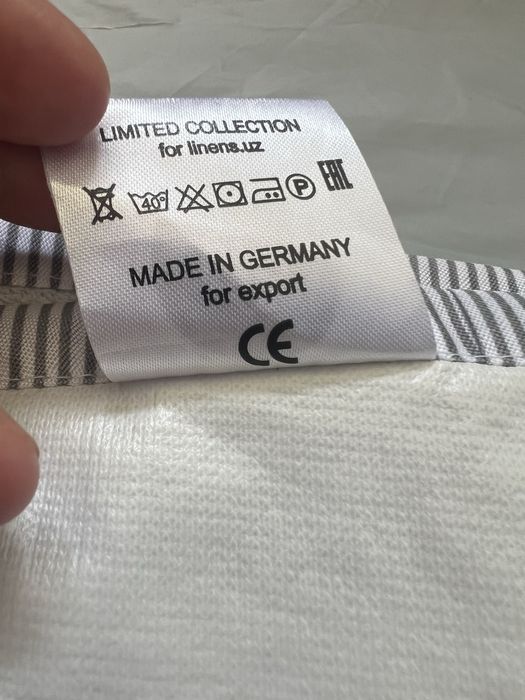 LIMITED COLLECTION
for linens.uz
40° P EAC
MADE IN GERMANY
for export
CE